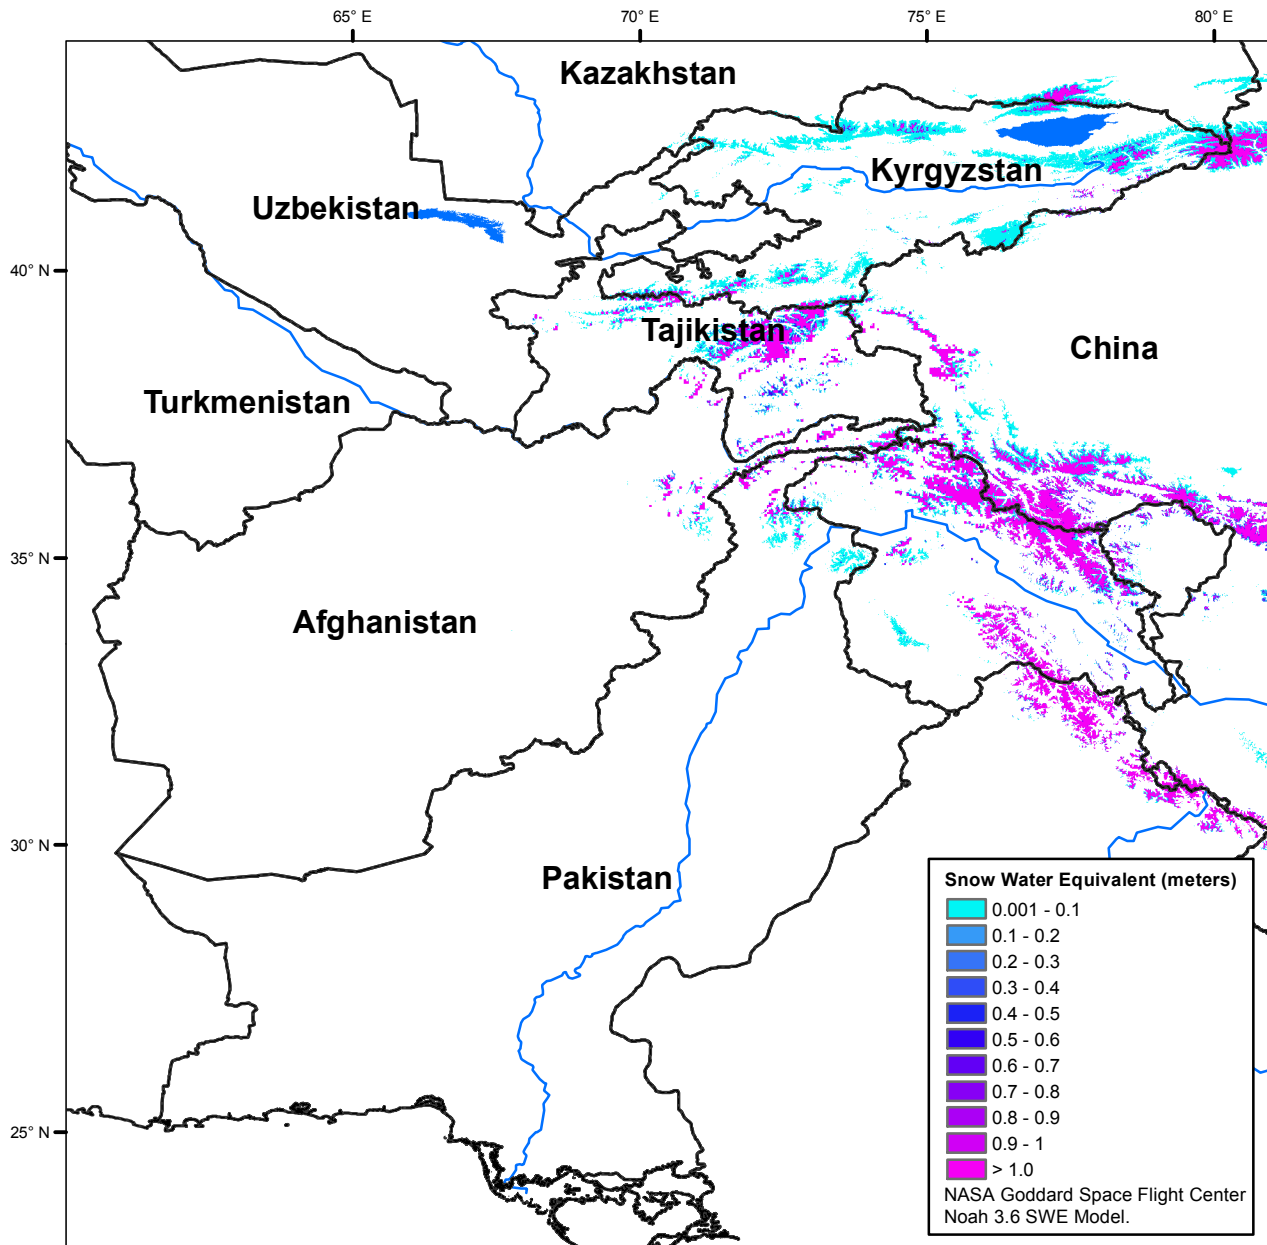 65° E
70° E
75° E
80° E
Kazakhstan
Kyrgyzstan
Uzbekistan
40° N
Tajikistan
China
Turkmenistan
35° N
Afghanistan
30° N
Pakistan
25° N
Snow Water Equivalent (meters)
0.001 - 0.1
0.1 - 0.2
0.2 - 0.3
0.3 - 0.4
0.4 - 0.5
0.5 - 0.6
0.6 - 0.7
0.7 - 0.8
0.8 - 0.9
0.9 - 1
> 1.0
NASA Goddard Space Flight Center
Noah 3.6 SWE Model.